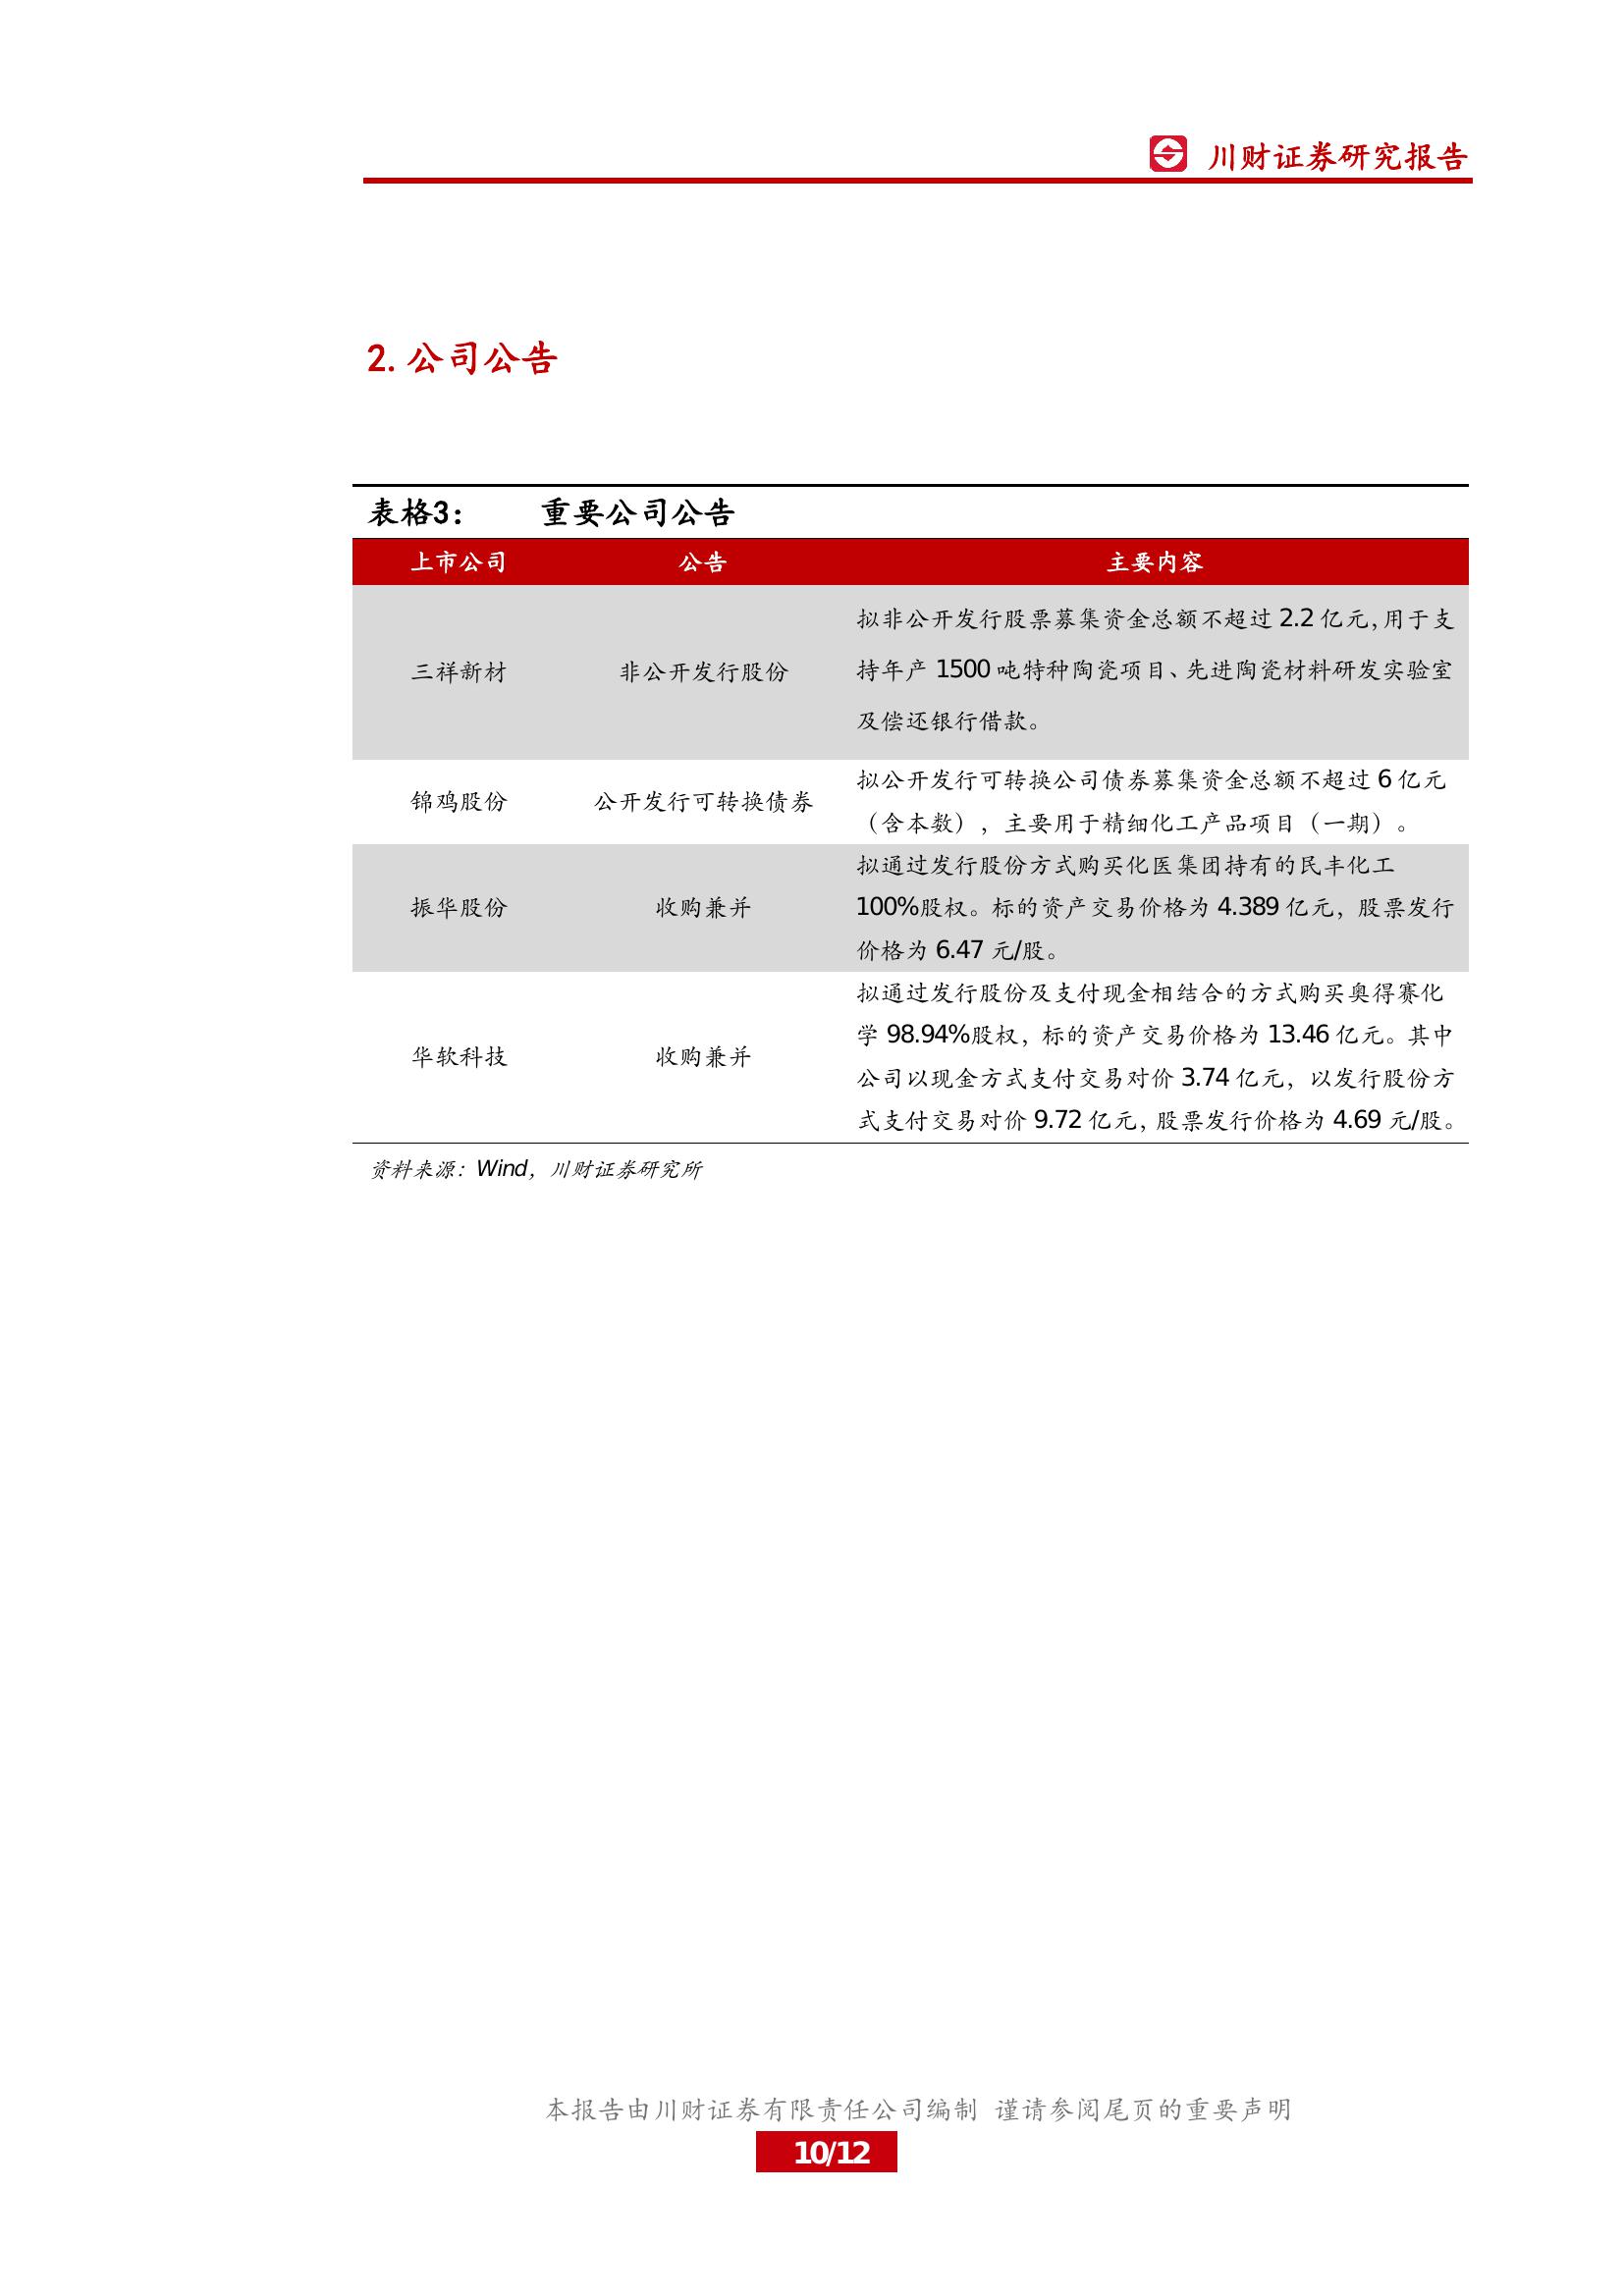 川财证券研究报告
2. 公司公告
表格3： 重要公司公告
上市公司 公告 主要内容
三祥新材 非公开发行股份
拟非公开发行股票募集资金总额不超过 2.2 亿元，用于支
持年产 1500 吨特种陶瓷项目、先进陶瓷材料研发实验室
及偿还银行借款。
锦鸡股份 公开发行可转换债券
拟公开发行可转换公司债券募集资金总额不超过 6 亿元
（含本数），主要用于精细化工产品项目（一期）。
振华股份 收购兼并
拟通过发行股份方式购买化医集团持有的民丰化工
100%股权。标的资产交易价格为 4.389 亿元，股票发行
价格为 6.47 元/股。
华软科技 收购兼并
拟通过发行股份及支付现金相结合的方式购买奥得赛化
学 98.94%股权，标的资产交易价格为 13.46 亿元。其中
公司以现金方式支付交易对价 3.74 亿元，以发行股份方
式支付交易对价 9.72 亿元，股票发行价格为 4.69 元/股。
资料来源：Wind，川财证券研究所
本报告由川财证券有限责任公司编制 谨请参阅尾页的重要声明
10/12